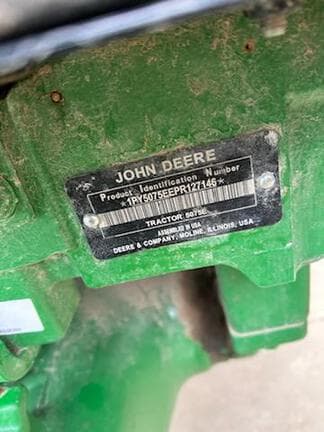 JOHN DEERE
Product Identification Number
*1PY5075EEPR127146*
TRACTOR 5075E
ASSEMBLED IN USA
DEERE & COMPANY, MOLINE, ILLINOIS, USA